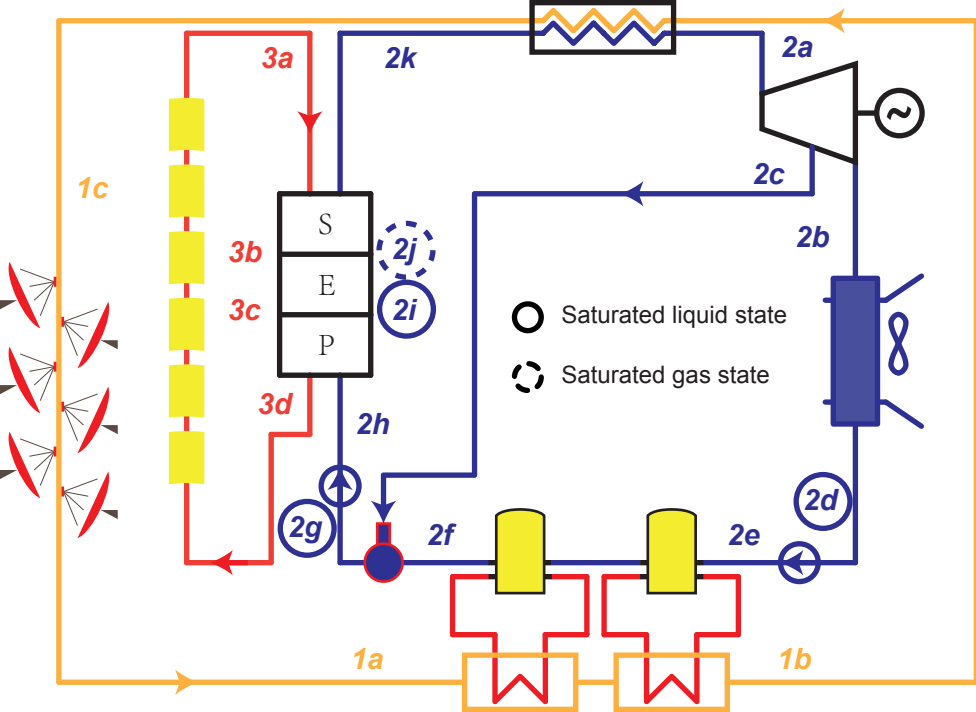 3a
2k
2a
1c
2c
S
2b
3b
2j
E
3c
2i
Saturated liquid state
P
Saturated gas state
3d
2h
2d
2g
2f
2e
1a
1b